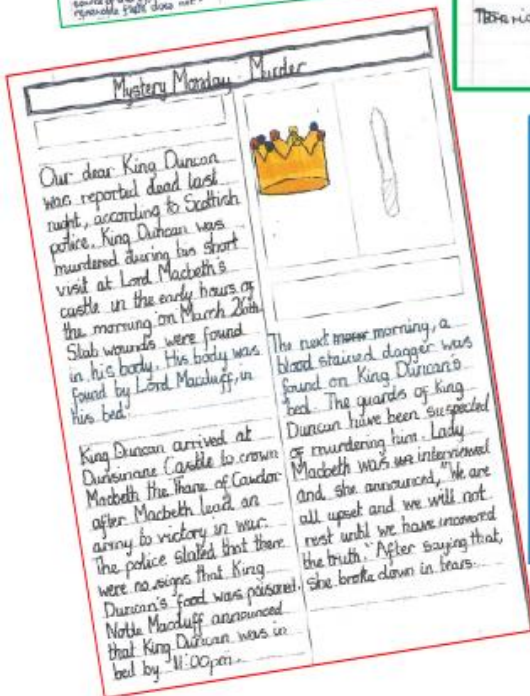 renewable fuels does not
Mystery Monday: Murder
Our dear King Duncan
was reported dead last
night, according to Scottish
police. King Duncan was
murdered during his short
visit at Lord Macbeth's
castle in the early hours of
the morning on March 26th.
Stab wounds were found
in his body. His body was
found by Lord Macduff, in
his bed.
King Duncan arrived at
Dunsinane Castle to crown
Macbeth the Thane of Cawdor
after Macbeth lead an
army to victory in war.
The police stated that there
were no signs that King
Duncan's food was poisoned.
Noble Macduff announced
that King Duncan was in
bed by 11:00pm.
The next morning, a
blood stained dagger was
found on King Duncan's
bed. The guards of King
Duncan have been suspected
of murdering him. Lady
Macbeth was interviewed
and she announced, "We are
all upset and we will not
rest until we have uncovered
the truth." After saying that,
she broke down in tears.